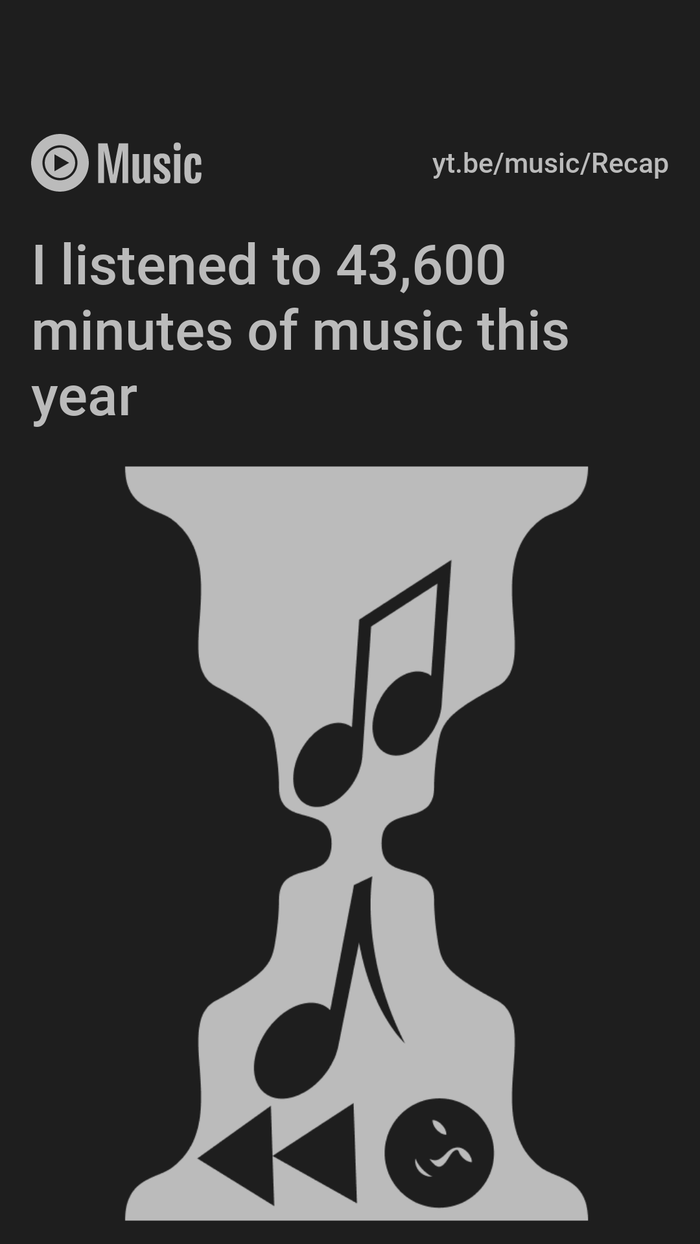 Music
yt.be/music/Recap
I listened to 43,600
minutes of music this
year